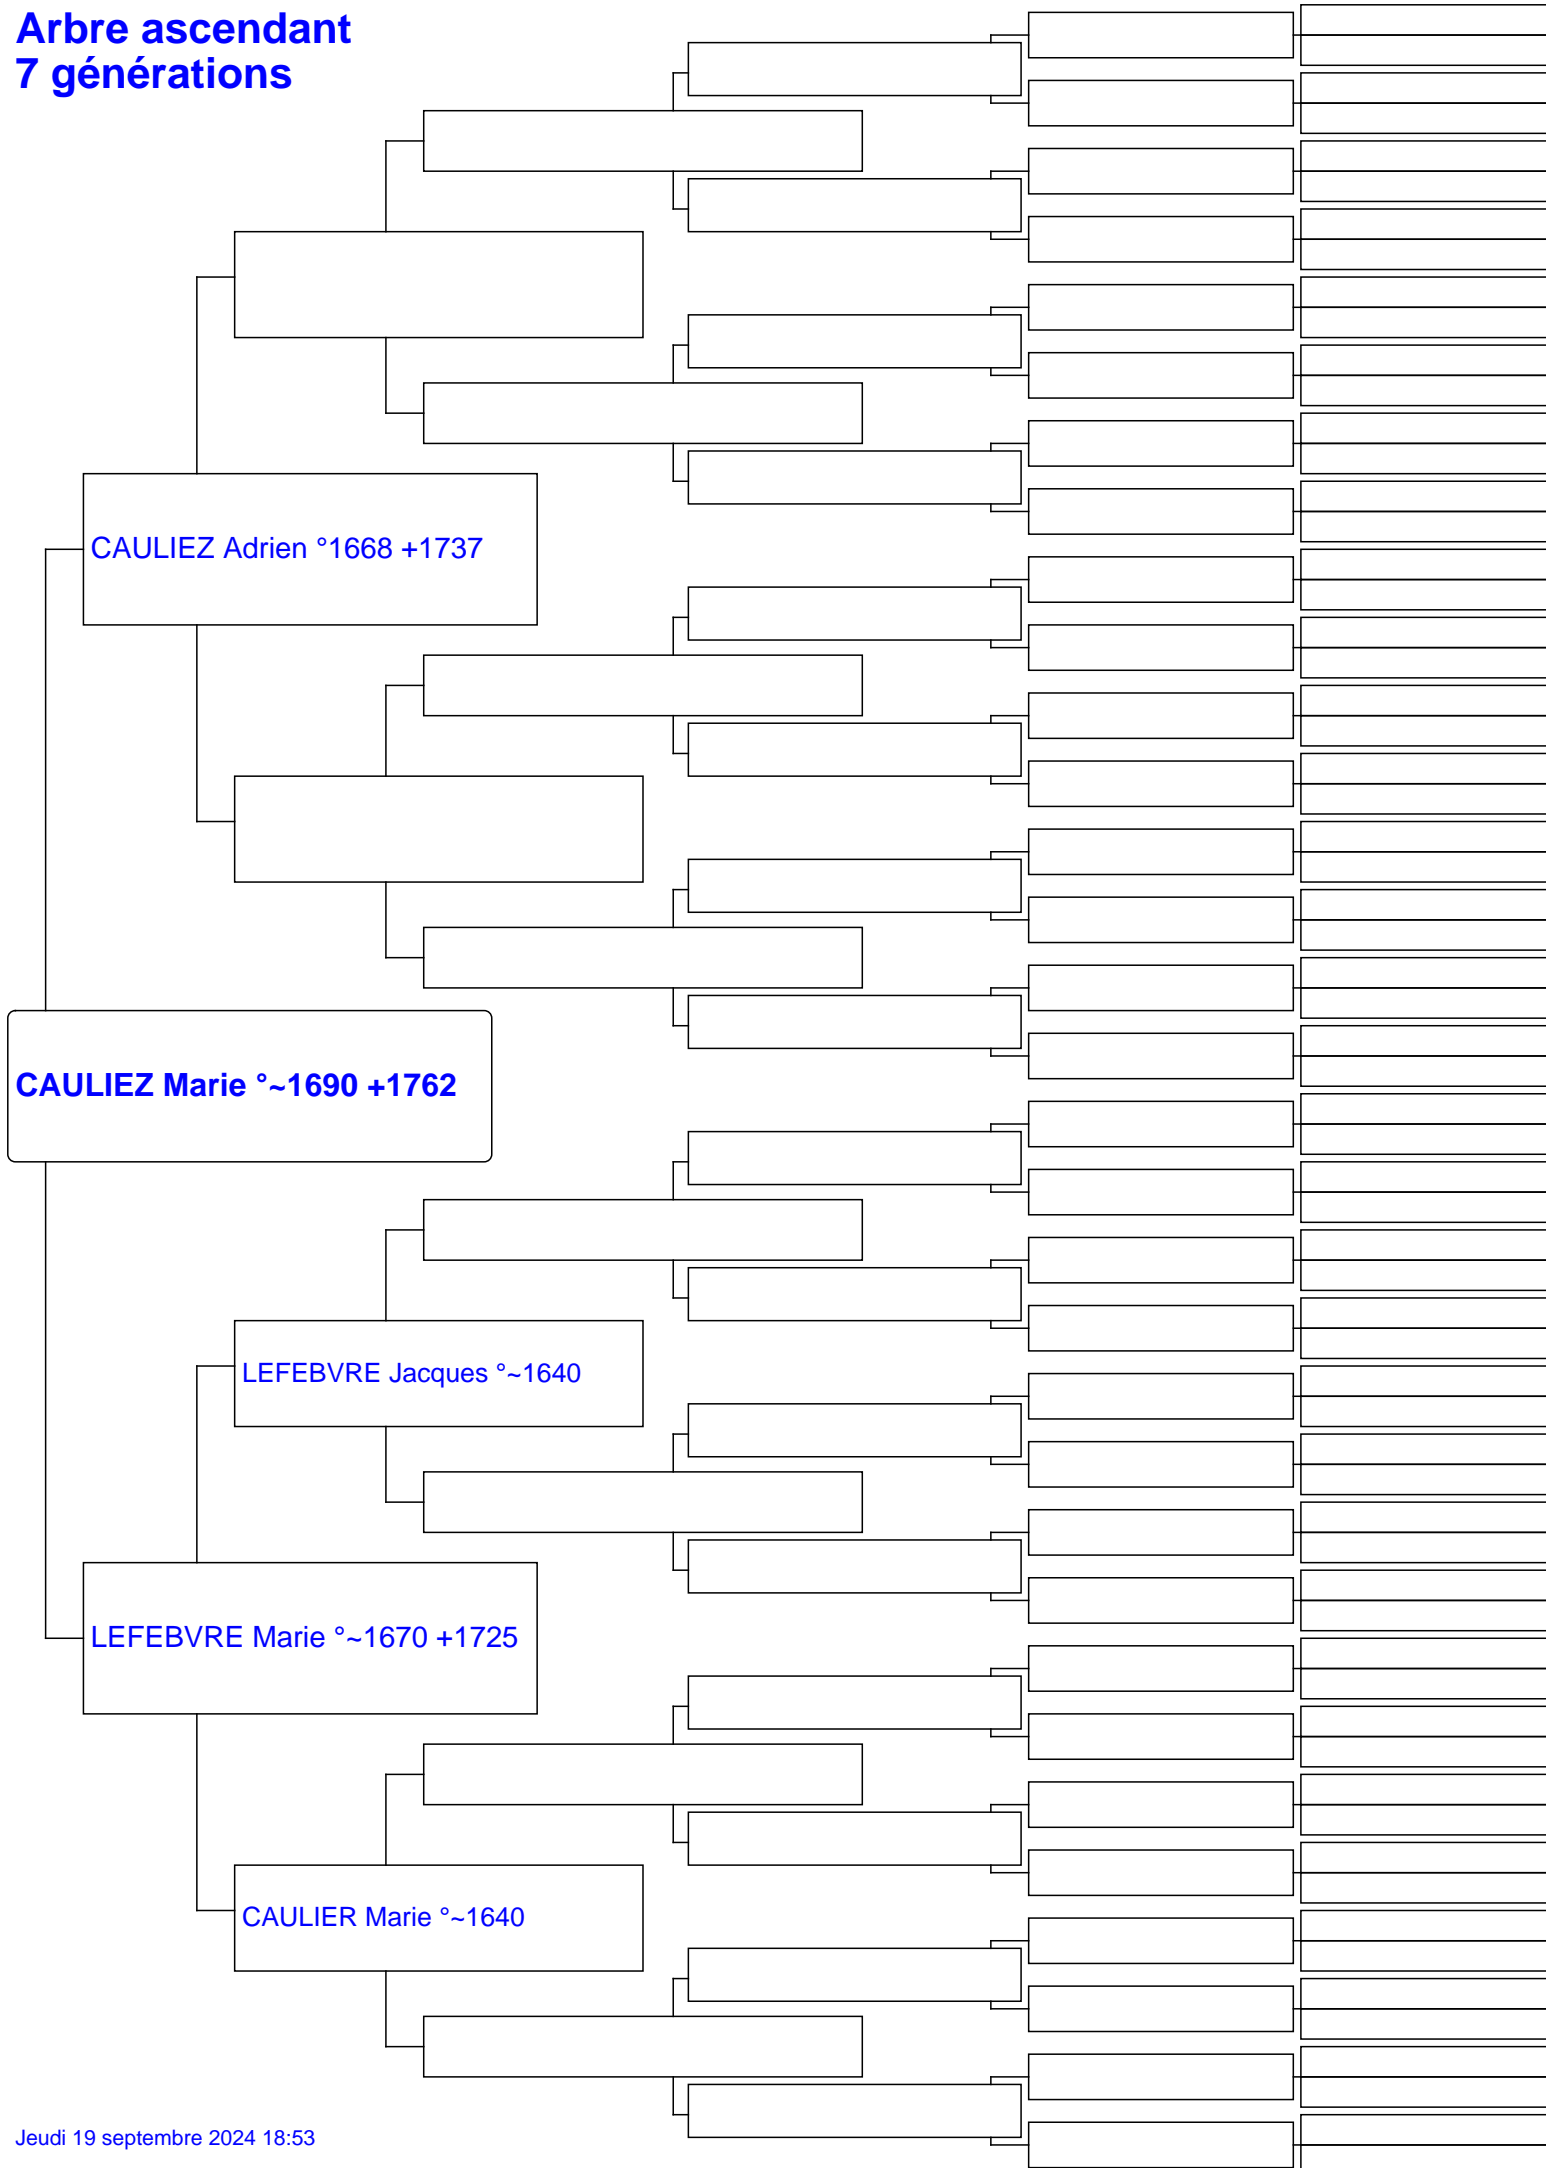 Arbre ascendant
7 générations
CAULIEZ Adrien °1668 +1737
CAULIEZ Marie °~1690 +1762
LEFEBVRE Jacques °~1640
LEFEBVRE Marie °~1670 +1725
CAULIER Marie °~1640
Jeudi 19 septembre 2024 18:53